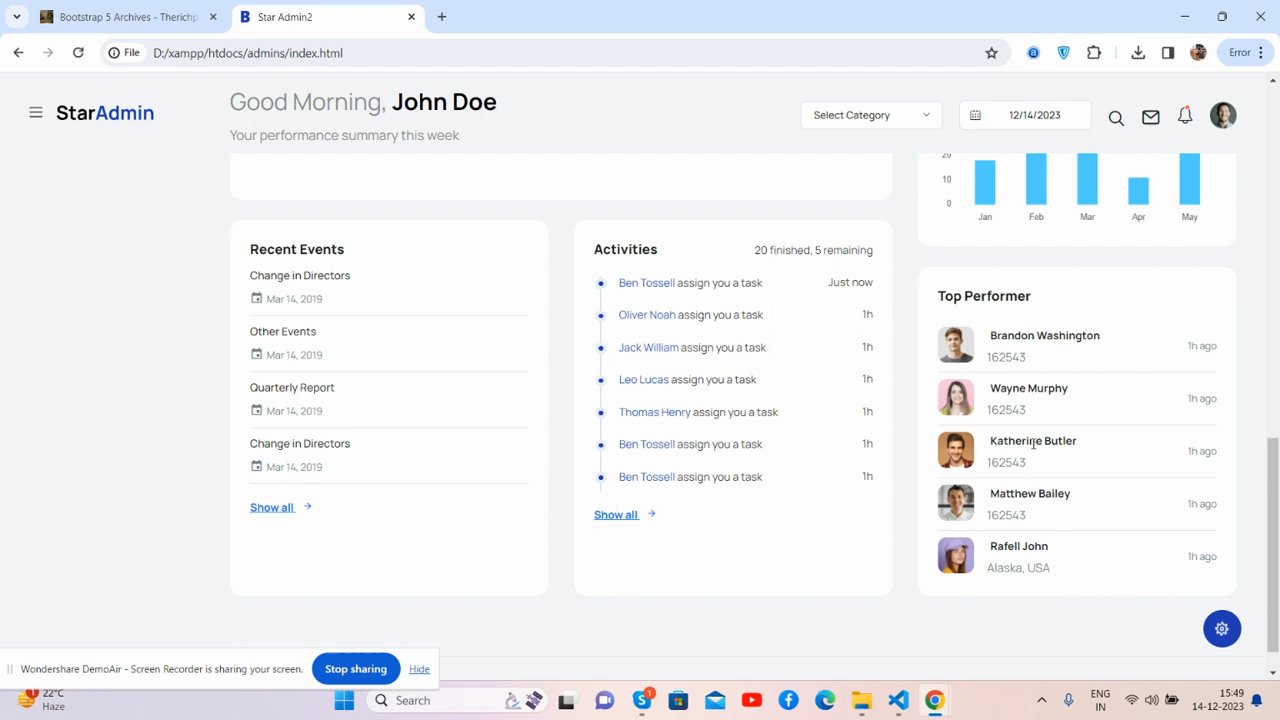 Bootstrap 5 Archives - Therichp
Star Admin2
File
D:/xampp/htdocs/admins/index.html
Error
StarAdmin
Good Morning, John Doe
Your performance summary this week
Select Category
12/14/2023
20
10
0
Jan Feb Mar Apr May
Recent Events
Change in Directors
Mar 14, 2019
Other Events
Mar 14, 2019
Quarterly Report
Mar 14, 2019
Change in Directors
Mar 14, 2019
Show all
Activities
20 finished, 5 remaining
Ben Tossell assign you a task Just now
Oliver Noah assign you a task 1h
Jack William assign you a task 1h
Leo Lucas assign you a task 1h
Thomas Henry assign you a task 1h
Ben Tossell assign you a task 1h
Ben Tossell assign you a task 1h
Show all
Top Performer
Brandon Washington
162543
1h ago
Wayne Murphy
162543
1h ago
Katherine Butler
162543
1h ago
Matthew Bailey
162543
1h ago
Rafell John
Alaska, USA
1h ago
Wondershare DemoAir - Screen Recorder is sharing your screen.
Stop sharing
Hide
1
22°C
Haze
Search
1
ENG
IN
15:49
14-12-2023